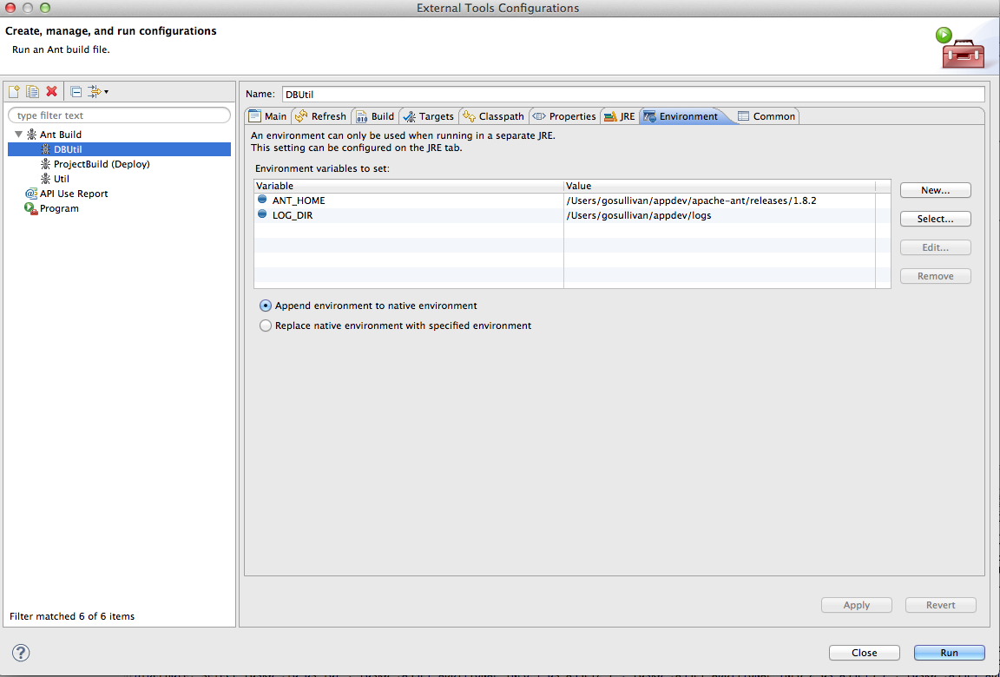 External Tools Configurations
Create, manage, and run configurations
Run an Ant build file.
type filter text
Ant Build
DBUtil
ProjectBuild (Deploy)
Util
API Use Report
Program
Filter matched 6 of 6 items
Name: DBUtil
Main Refresh Build Targets Classpath Properties JRE Environment Common
An environment can only be used when running in a separate JRE.
This setting can be configured on the JRE tab.
Environment variables to set:
Variable Value
ANT_HOME /Users/gosullivan/appdev/apache-ant/releases/1.8.2
LOG_DIR /Users/gosullivan/appdev/logs
New...
Select...
Edit...
Remove
Append environment to native environment
Replace native environment with specified environment
Apply Revert
? Close Run